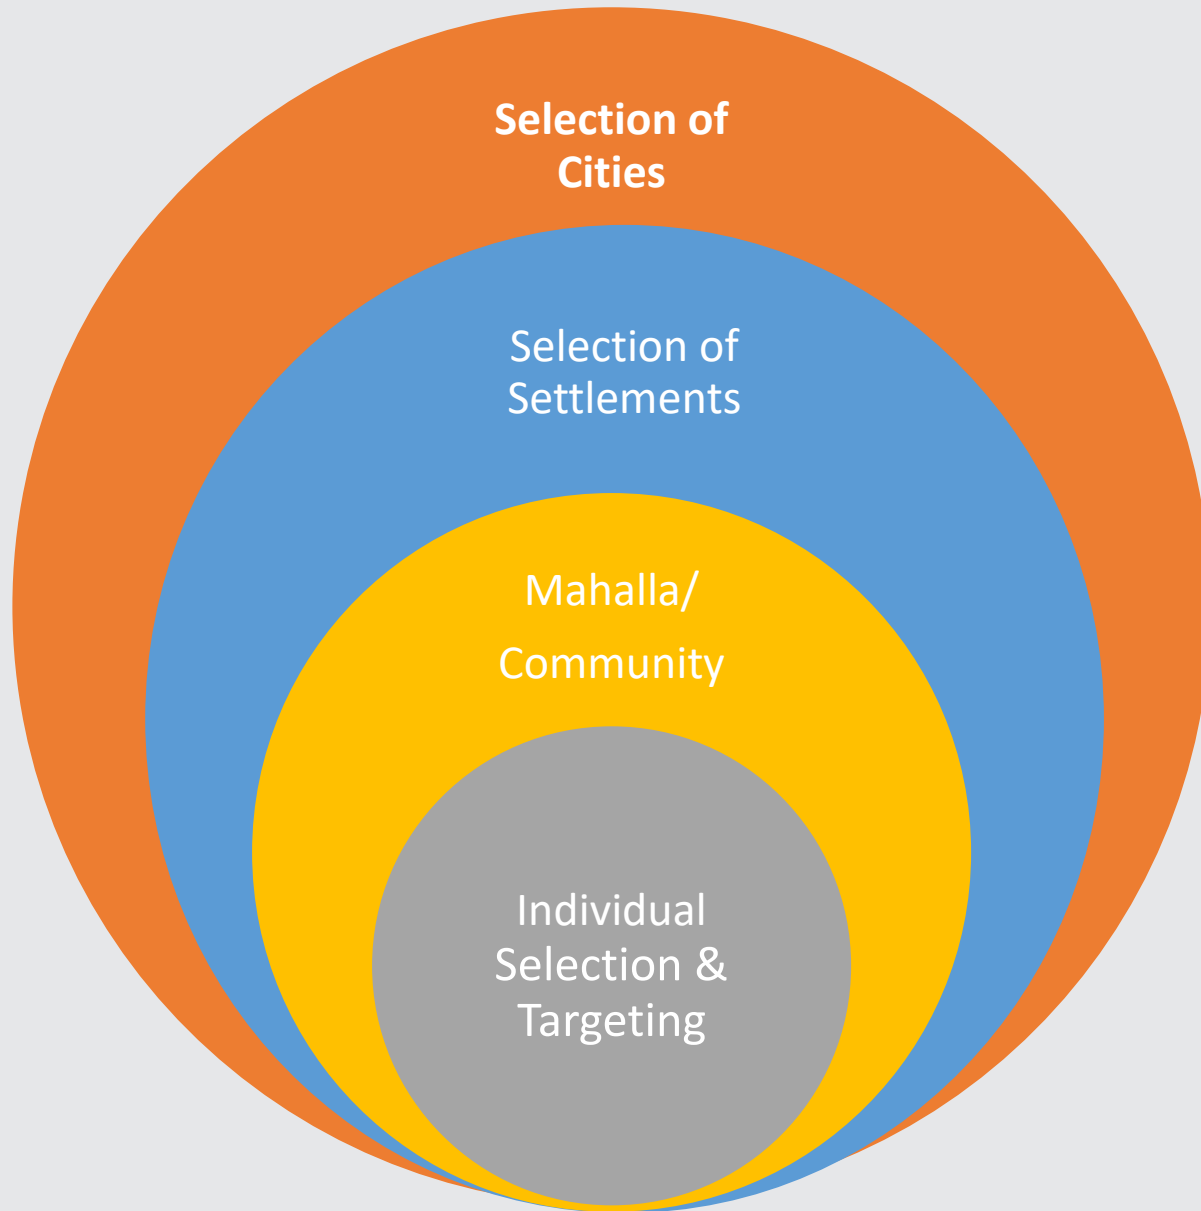 Selection of
Cities
Selection of
Settlements
Mahalla/
Community
Individual
Selection &
Targeting